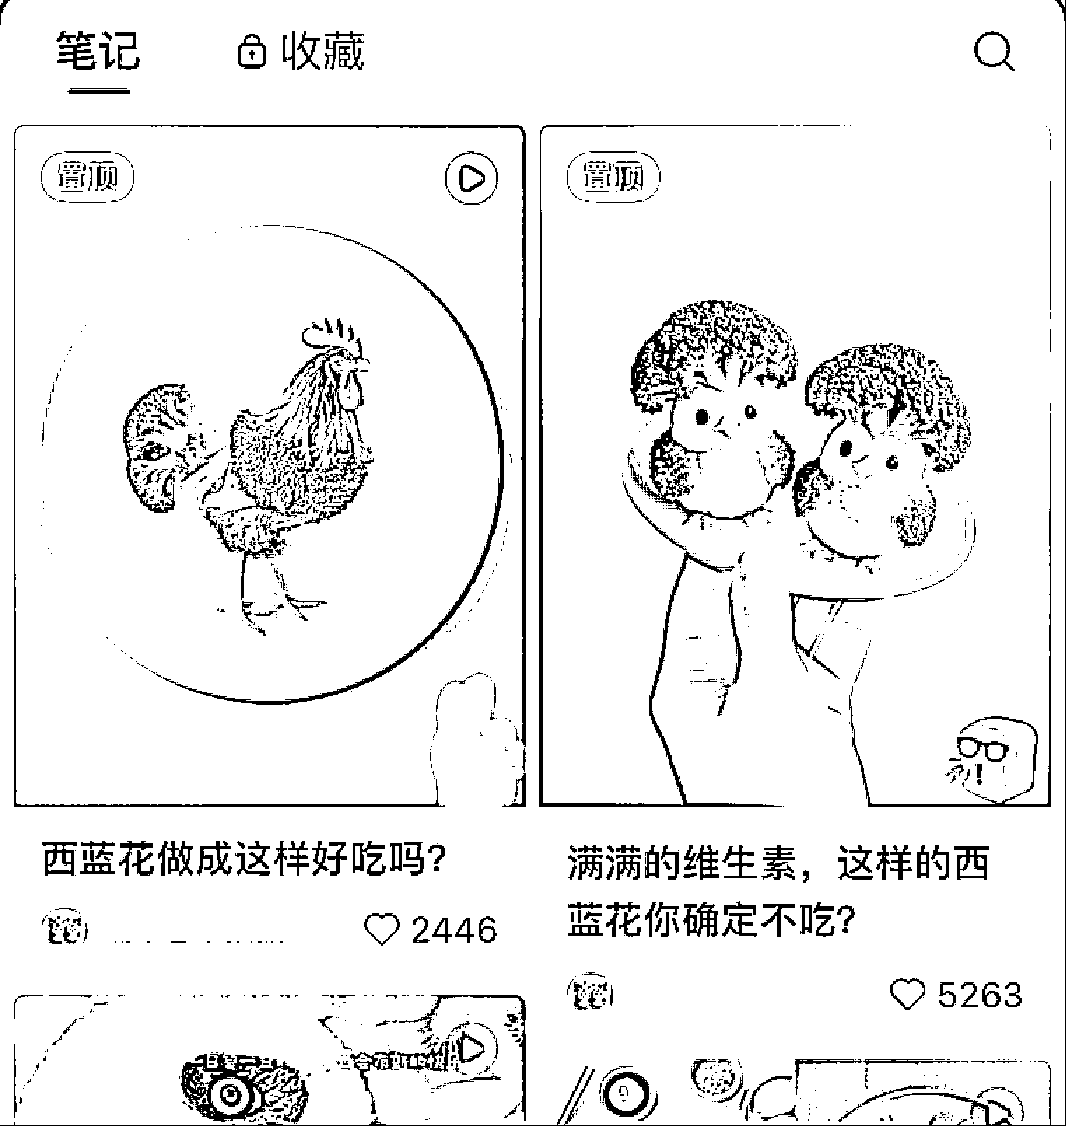 笔记
收藏
置顶
置顶
西蓝花做成这样好吃吗?
2446
满满的维生素，这样的西
蓝花你确定不吃?
5263